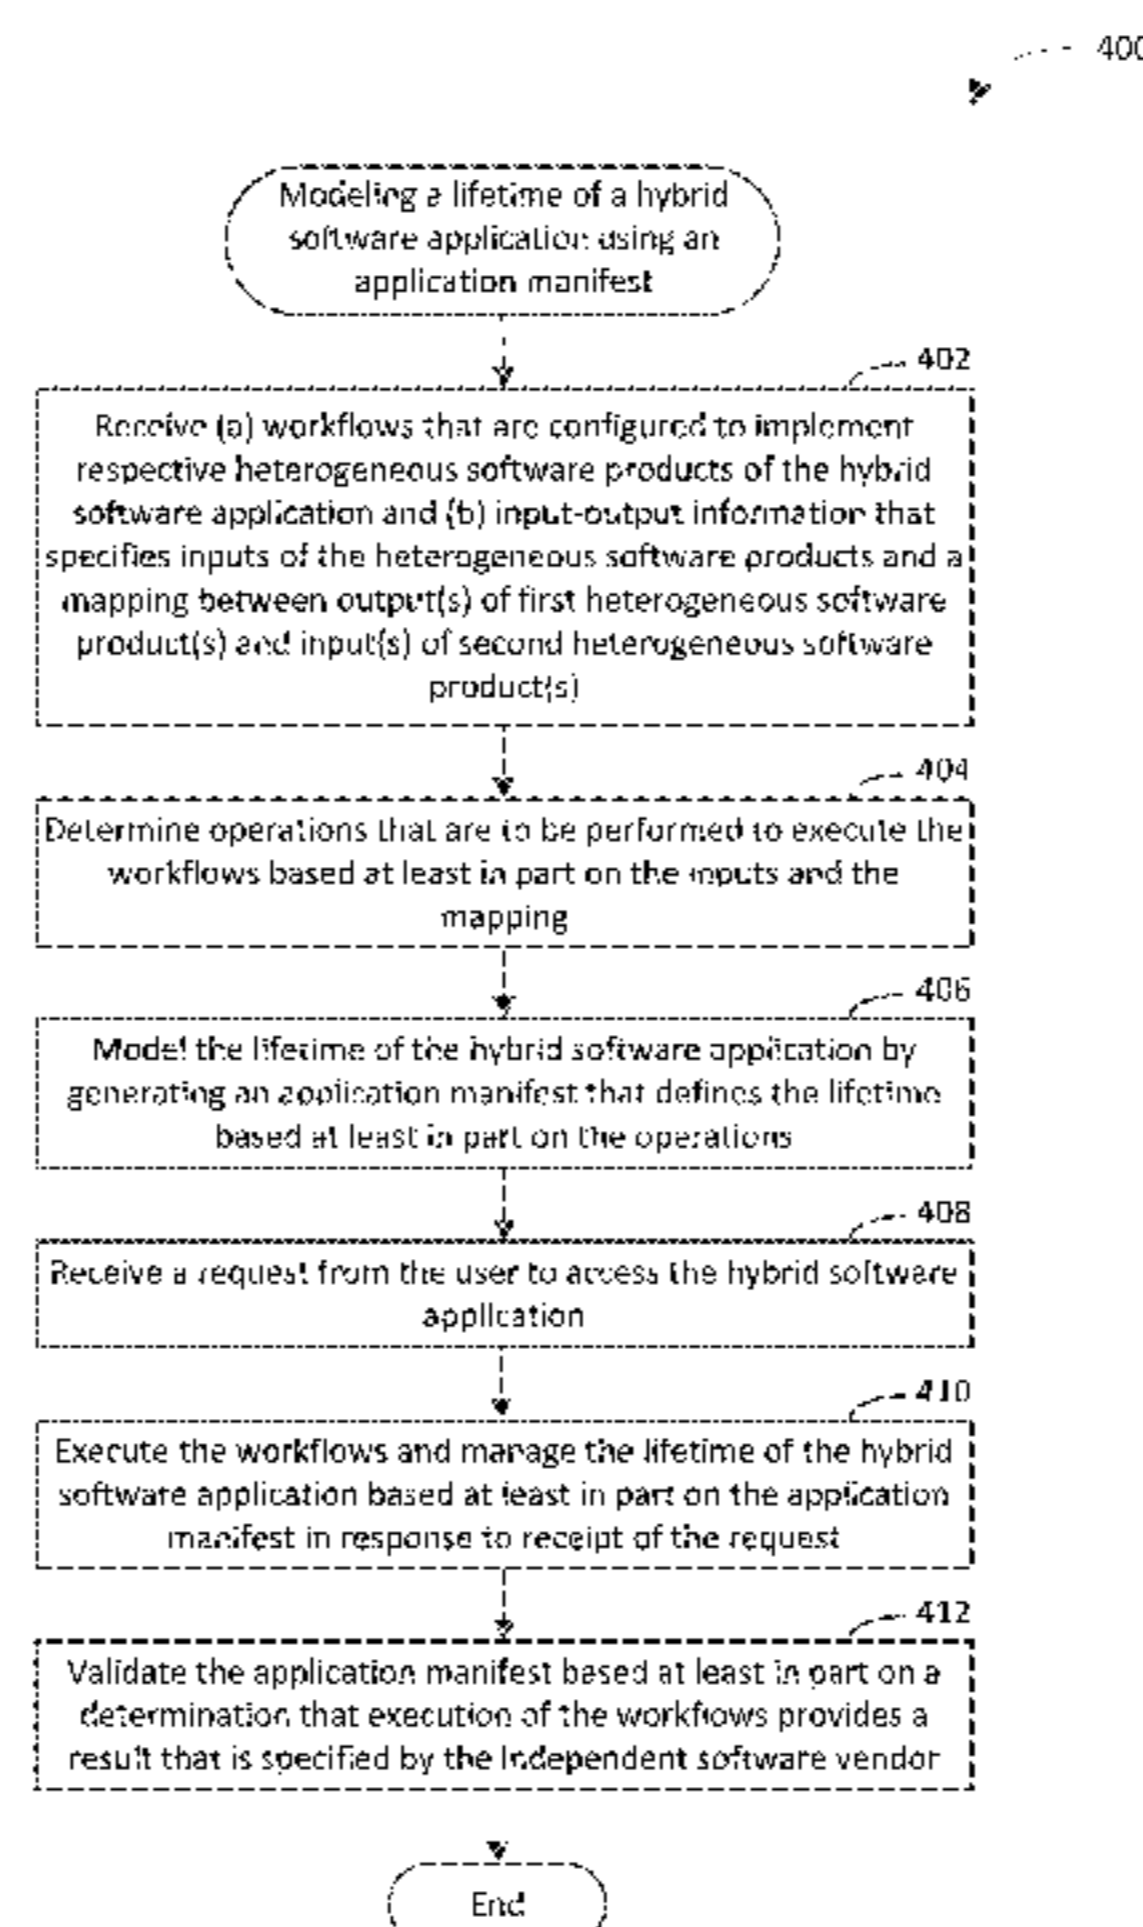 400
Modeling a lifetime of a hybrid
software application using an
application manifest
402
Receive (a) workflows that are configured to implement
respective heterogeneous software products of the hybrid
software application and (b) input-output information that
specifies inputs of the heterogeneous software products and a
mapping between output(s) of first heterogeneous software
product(s) and input(s) of second heterogeneous software
product(s)
404
Determine operations that are to be performed to execute the
workflows based at least in part on the inputs and the
mapping
406
Model the lifetime of the hybrid software application by
generating an application manifest that defines the lifetime
based at least in part on the operations
408
Receive a request from the user to access the hybrid software
application
410
Execute the workflows and manage the lifetime of the hybrid
software application based at least in part on the application
manifest in response to receipt of the request
412
Validate the application manifest based at least in part on a
determination that execution of the workflows provides a
result that is specified by the independent software vendor
End